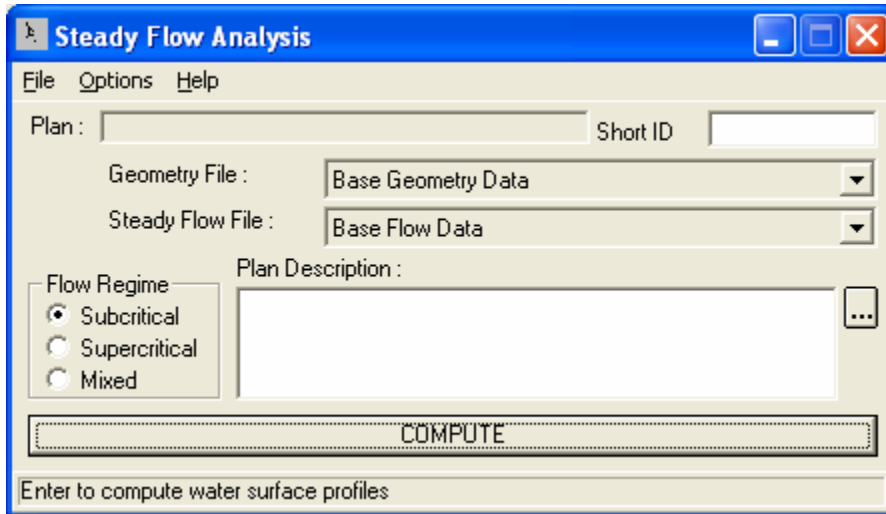 Steady Flow Analysis
File Options Help
Plan : Short ID
Geometry File : Base Geometry Data
Steady Flow File : Base Flow Data
Plan Description :
Flow Regime
Subcritical
Supercritical
Mixed
...
COMPUTE
Enter to compute water surface profiles